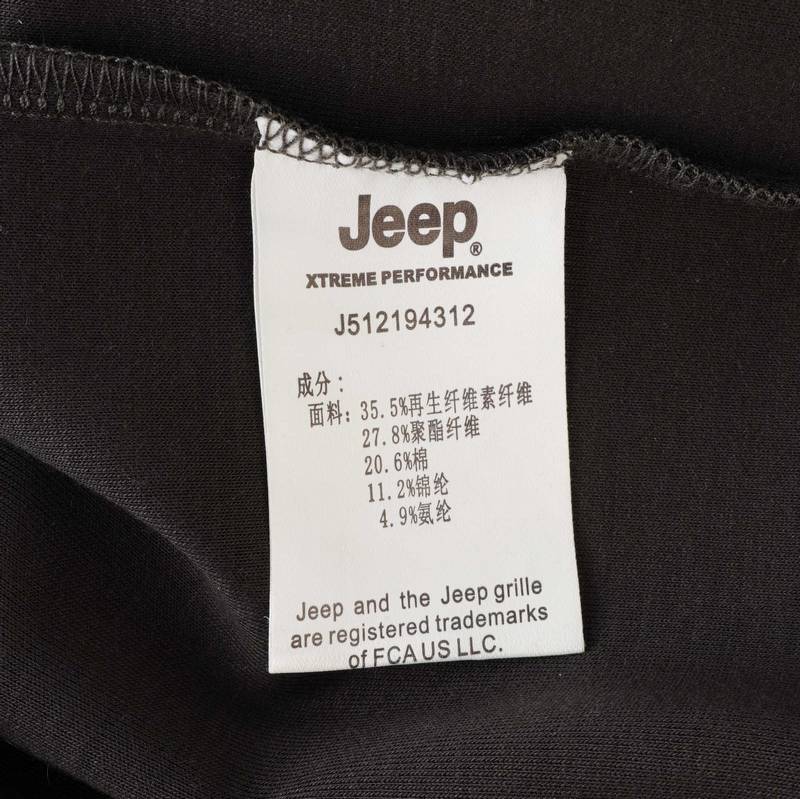 Jeep®
XTREME PERFORMANCE
J512194312
成分：
面料：35.5%再生纤维素纤维
27.8%聚酯纤维
20.6%棉
11.2%锦纶
4.9%氨纶
Jeep and the Jeep grille
are registered trademarks
of FCA US LLC.